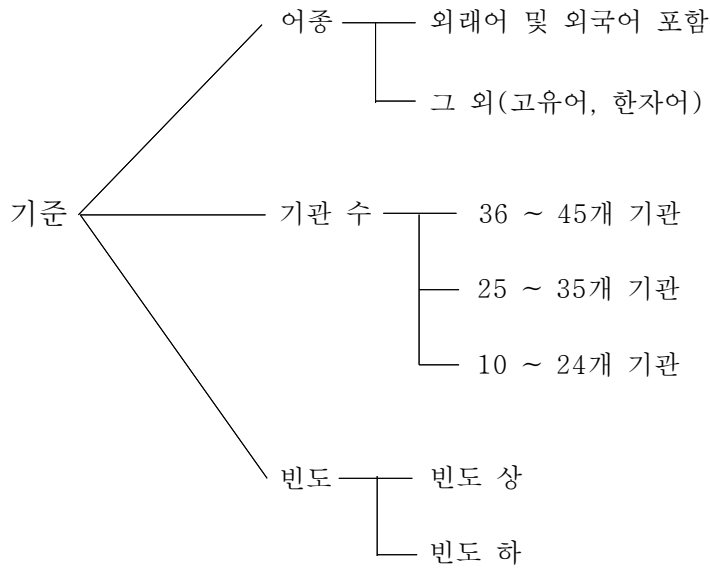 어종
외래어 및 외국어 포함
그 외(고유어, 한자어)
기준
기관 수
36 ~ 45개 기관
25 ~ 35개 기관
10 ~ 24개 기관
빈도
빈도 상
빈도 하